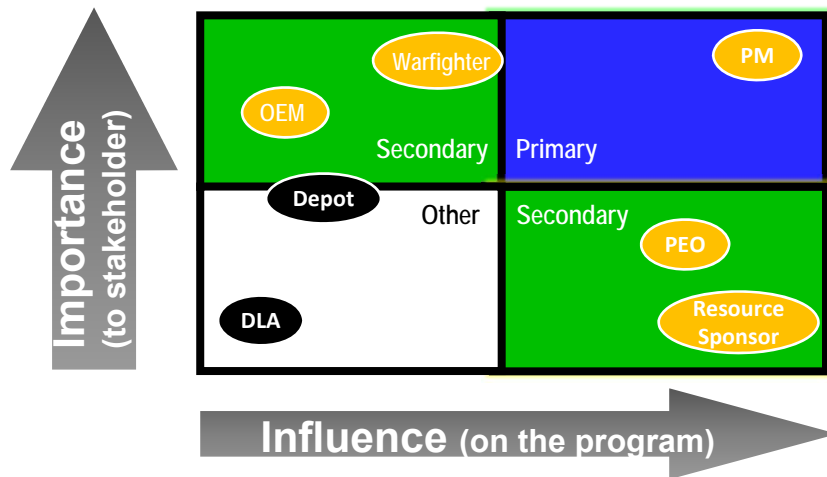 Warfighter
PM
OEM
Secondary
Primary
Depot
Other
Secondary
PEO
DLA
Resource
Sponsor
Importance
(to stakeholder)
Influence (on the program)